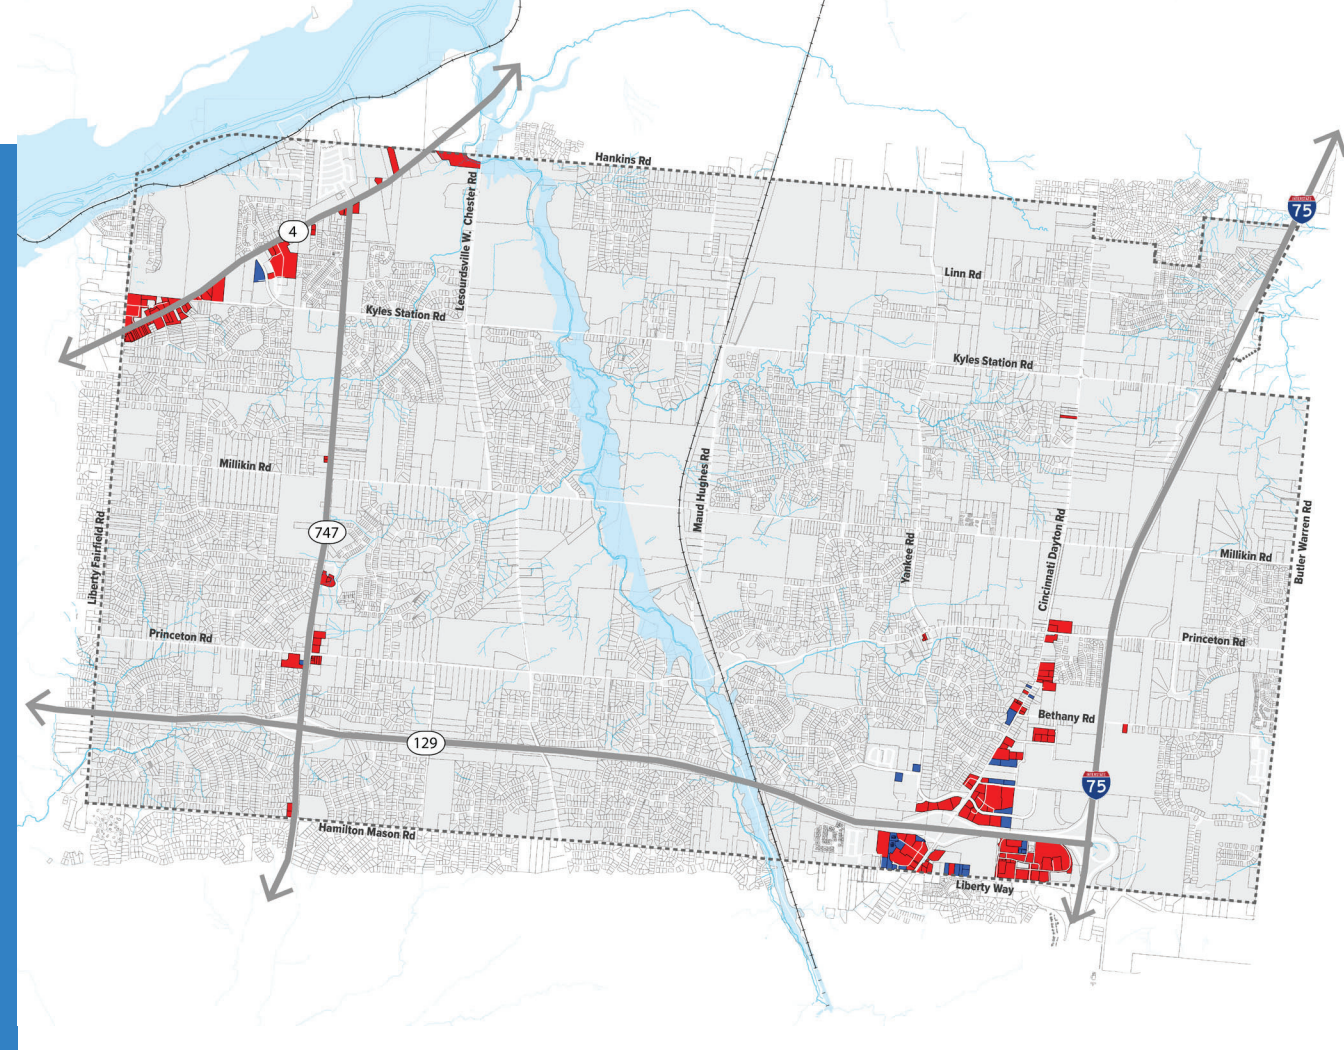 Hankins Rd
75
4
Lesourdsville W. Chester Rd
Linn Rd
Kyles Station Rd
Kyles Station Rd
Millikin Rd
Maud Hughes Rd
747
Liberty Fairfield Rd
Yankee Rd
Cincinnati Dayton Rd
Butler Warren Rd
Millikin Rd
Princeton Rd
Princeton Rd
Bethany Rd
129
75
Hamilton Mason Rd
Liberty Way